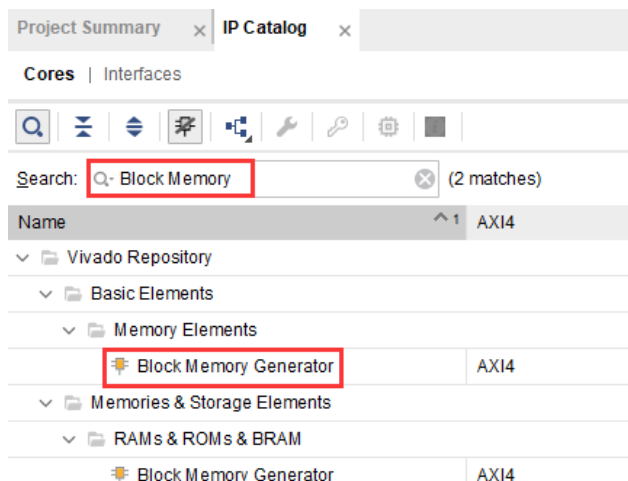 Project Summary × IP Catalog ×
Cores | Interfaces
Search: Block Memory (2 matches)
Name ^ 1 AXI4
Vivado Repository
Basic Elements
Memory Elements
Block Memory Generator AXI4
Memories & Storage Elements
RAMs & ROMs & BRAM
Block Memory Generator AXI4